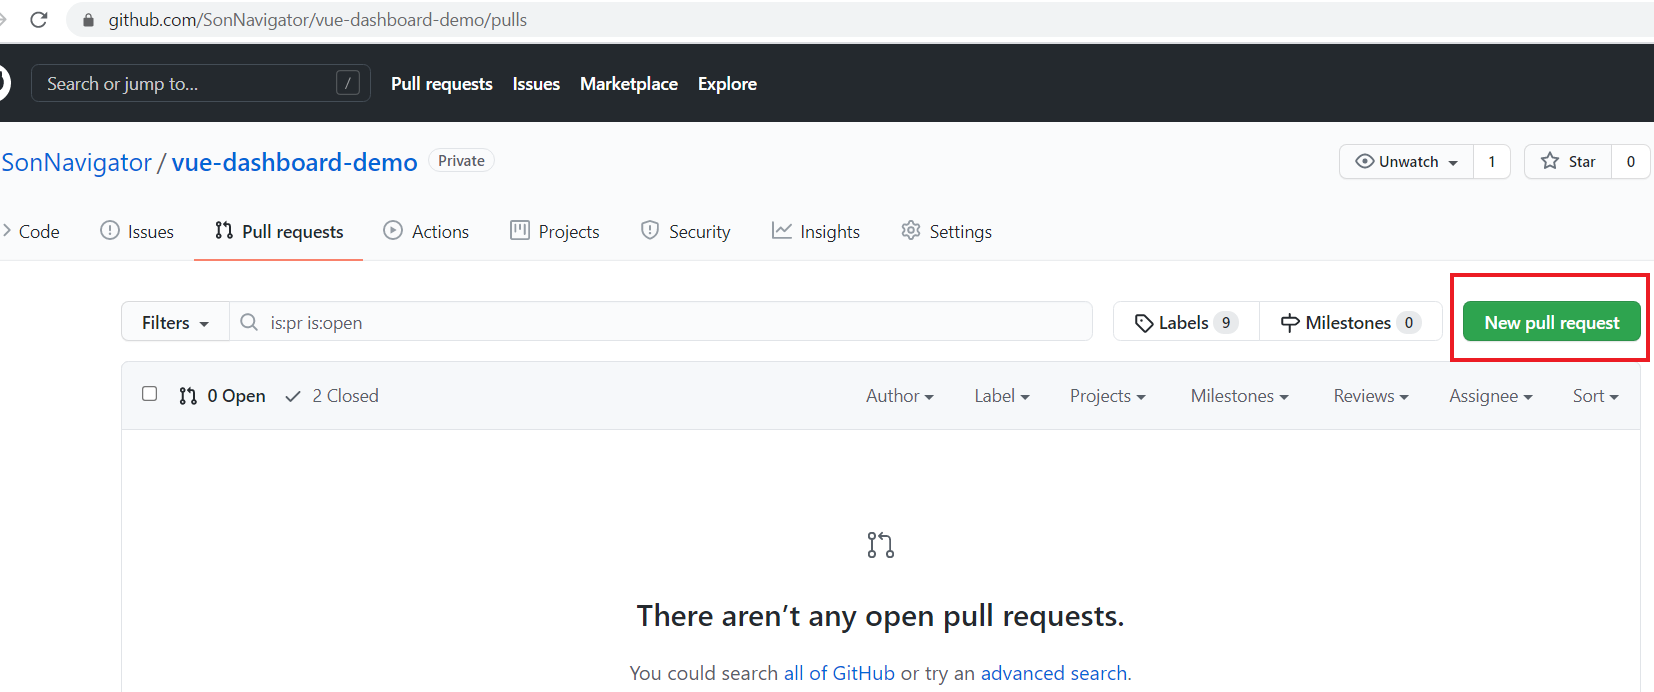 github.com/SonNavigator/vue-dashboard-demo/pulls
Search or jump to... / Pull requests Issues Marketplace Explore
SonNavigator / vue-dashboard-demo Private Unwatch 1 Star 0
Code Issues Pull requests Actions Projects Security Insights Settings
Filters is:pr is:open Labels 9 Milestones 0 New pull request
0 Open 2 Closed Author Label Projects Milestones Reviews Assignee Sort
There aren’t any open pull requests.
You could search all of GitHub or try an advanced search.